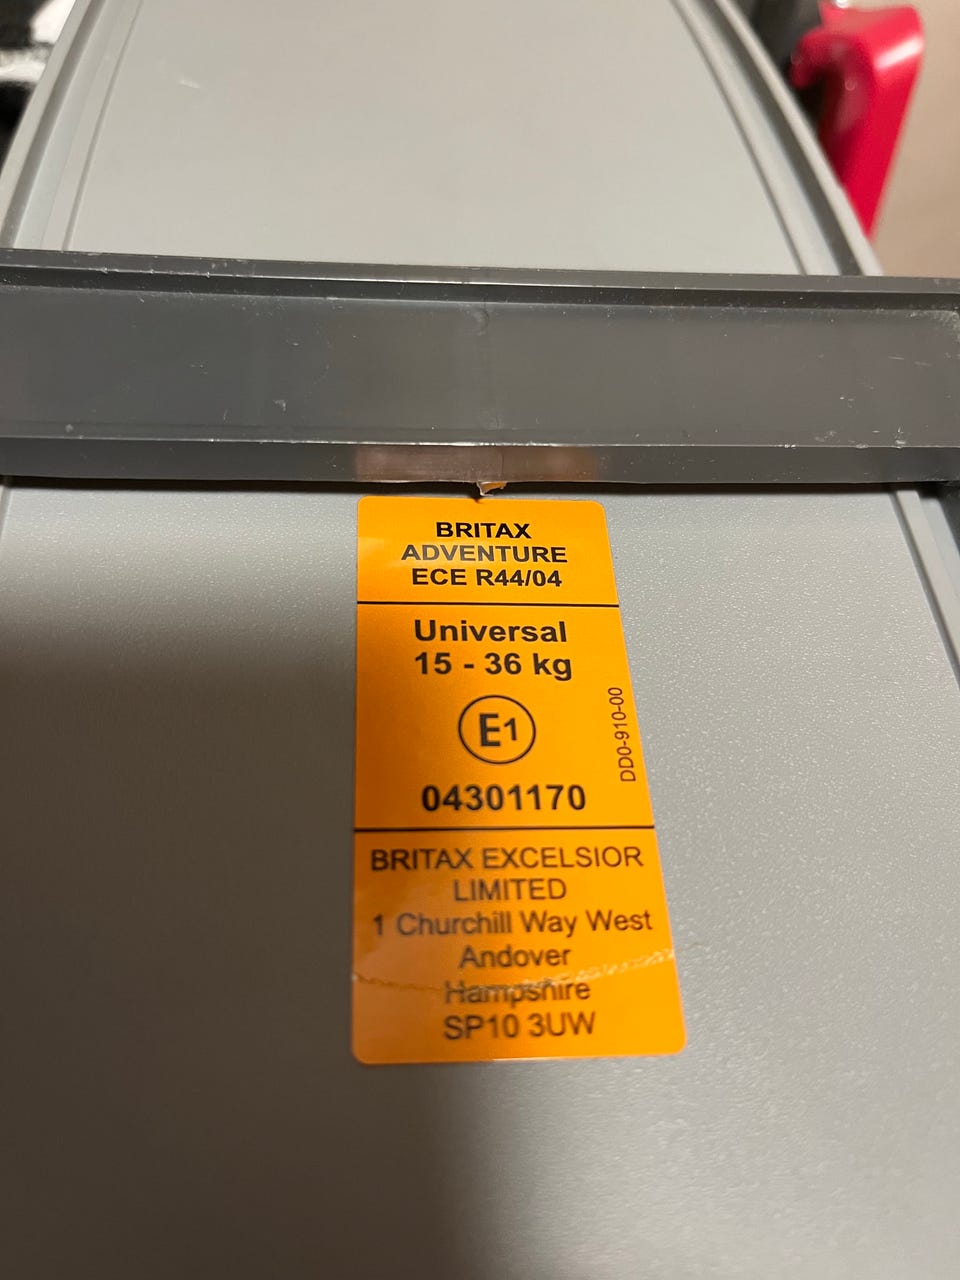 BRITAX
ADVENTURE
ECE R44/04
Universal
15 - 36 kg
E1
04301170
DD0-910-00
BRITAX EXCELSIOR
LIMITED
1 Churchill Way West
Andover
Hampshire
SP10 3UW